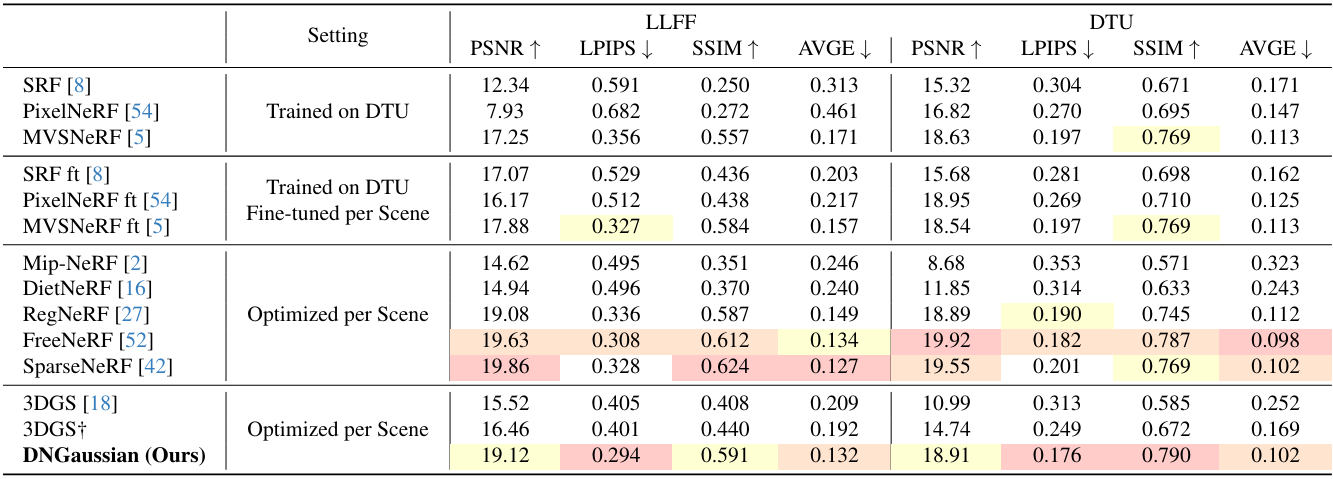 Setting LLFF DTU
PSNR ↑ LPIPS ↓ SSIM ↑ AVGE ↓ PSNR ↑ LPIPS ↓ SSIM ↑ AVGE ↓
SRF [8] 12.34 0.591 0.250 0.313 15.32 0.304 0.671 0.171
PixelNeRF [54] Trained on DTU 7.93 0.682 0.272 0.461 16.82 0.270 0.695 0.147
MVSNeRF [5] 17.25 0.356 0.557 0.171 18.63 0.197 0.769 0.113
SRF ft [8] Trained on DTU 17.07 0.529 0.436 0.203 15.68 0.281 0.698 0.162
PixelNeRF ft [54] Fine-tuned per Scene 16.17 0.512 0.438 0.217 18.95 0.269 0.710 0.125
MVSNeRF ft [5] 17.88 0.327 0.584 0.157 18.54 0.197 0.769 0.113
Mip-NeRF [2] 14.62 0.495 0.351 0.246 8.68 0.353 0.571 0.323
DietNeRF [16] 14.94 0.496 0.370 0.240 11.85 0.314 0.633 0.243
RegNeRF [27] Optimized per Scene 19.08 0.336 0.587 0.149 18.89 0.190 0.745 0.112
FreeNeRF [52] 19.63 0.308 0.612 0.134 19.92 0.182 0.787 0.098
SparseNeRF [42] 19.86 0.328 0.624 0.127 19.55 0.201 0.769 0.102
3DGS [18] 15.52 0.405 0.408 0.209 10.99 0.313 0.585 0.252
3DGS† Optimized per Scene 16.46 0.401 0.440 0.192 14.74 0.249 0.672 0.169
DNGaussian (Ours) 19.12 0.294 0.591 0.132 18.91 0.176 0.790 0.102